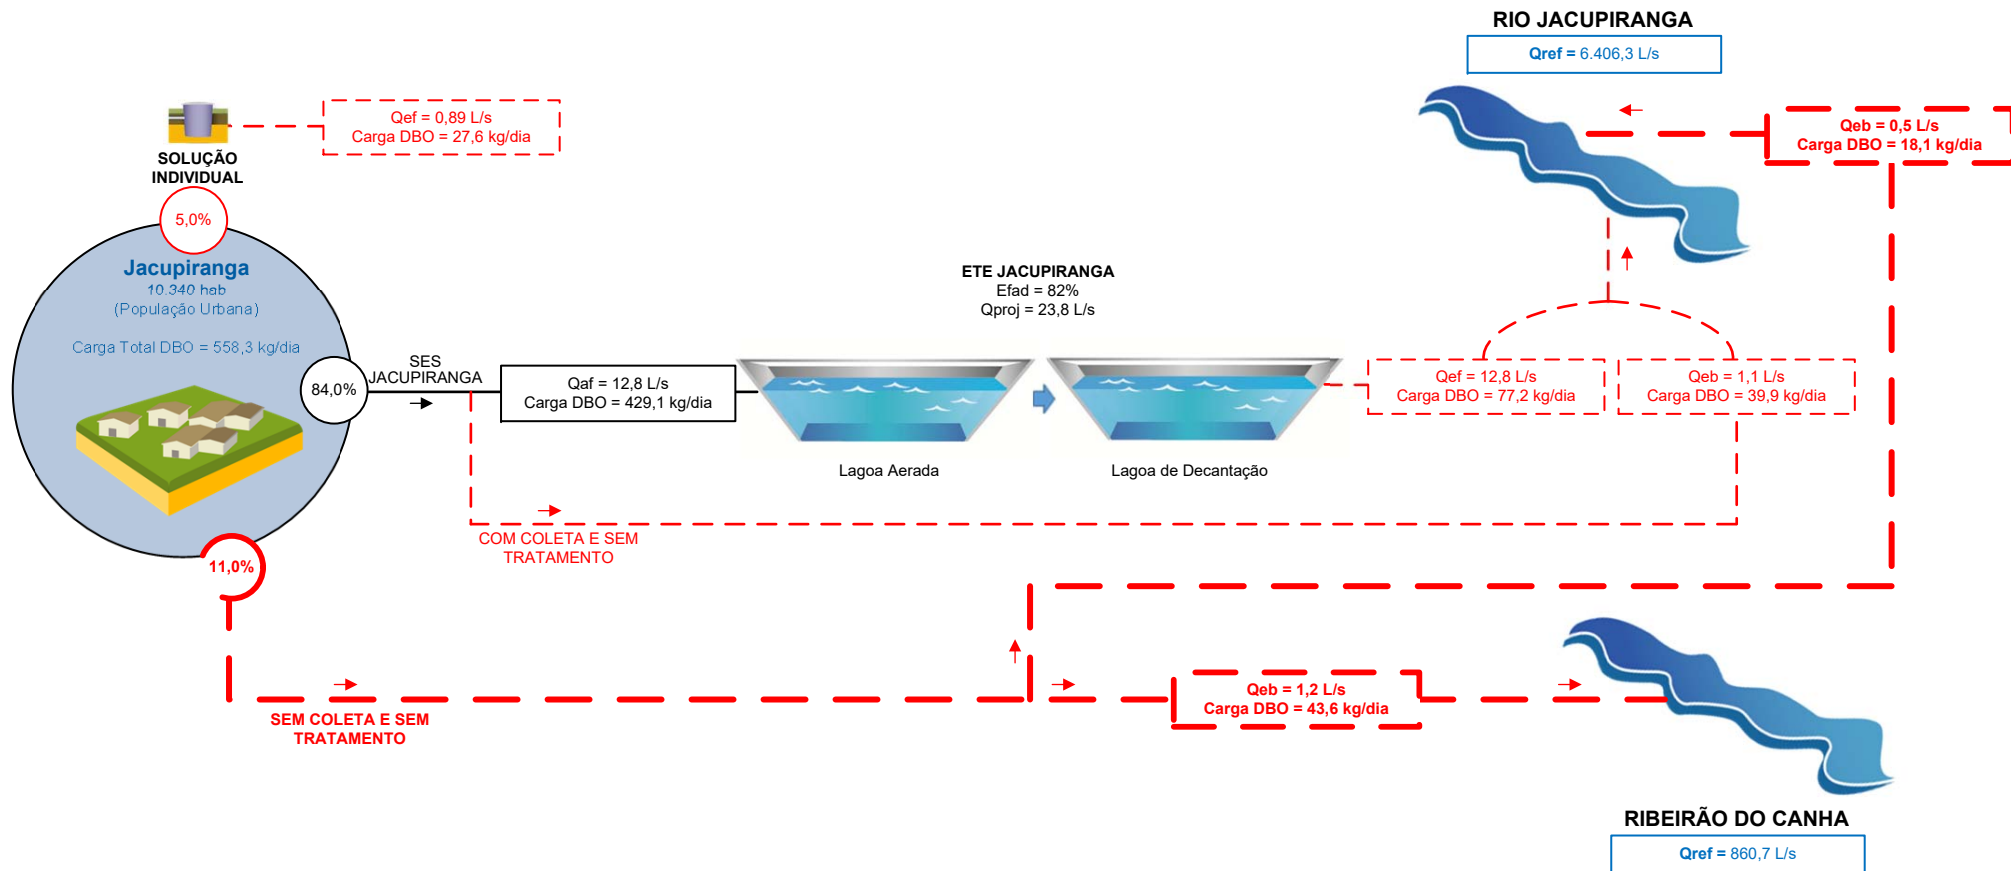 RIO JACUPIRANGA
Qref = 6.406,3 L/s
Qef = 0,89 L/s
Carga DBO = 27,6 kg/dia
Qeb = 0,5 L/s
Carga DBO = 18,1 kg/dia
SOLUÇÃO
INDIVIDUAL
5,0%
Jacupiranga
10.340 hab
(População Urbana)
Carga Total DBO = 558,3 kg/dia
84,0%
SES
JACUPIRANGA
Qaf = 12,8 L/s
Carga DBO = 429,1 kg/dia
ETE JACUPIRANGA
Efad = 82%
Qproj = 23,8 L/s
Lagoa Aerada
Lagoa de Decantação
Qef = 12,8 L/s
Carga DBO = 77,2 kg/dia
Qeb = 1,1 L/s
Carga DBO = 39,9 kg/dia
COM COLETA E SEM
TRATAMENTO
11,0%
SEM COLETA E SEM
TRATAMENTO
Qeb = 1,2 L/s
Carga DBO = 43,6 kg/dia
RIBEIRÃO DO CANHA
Qref = 860,7 L/s